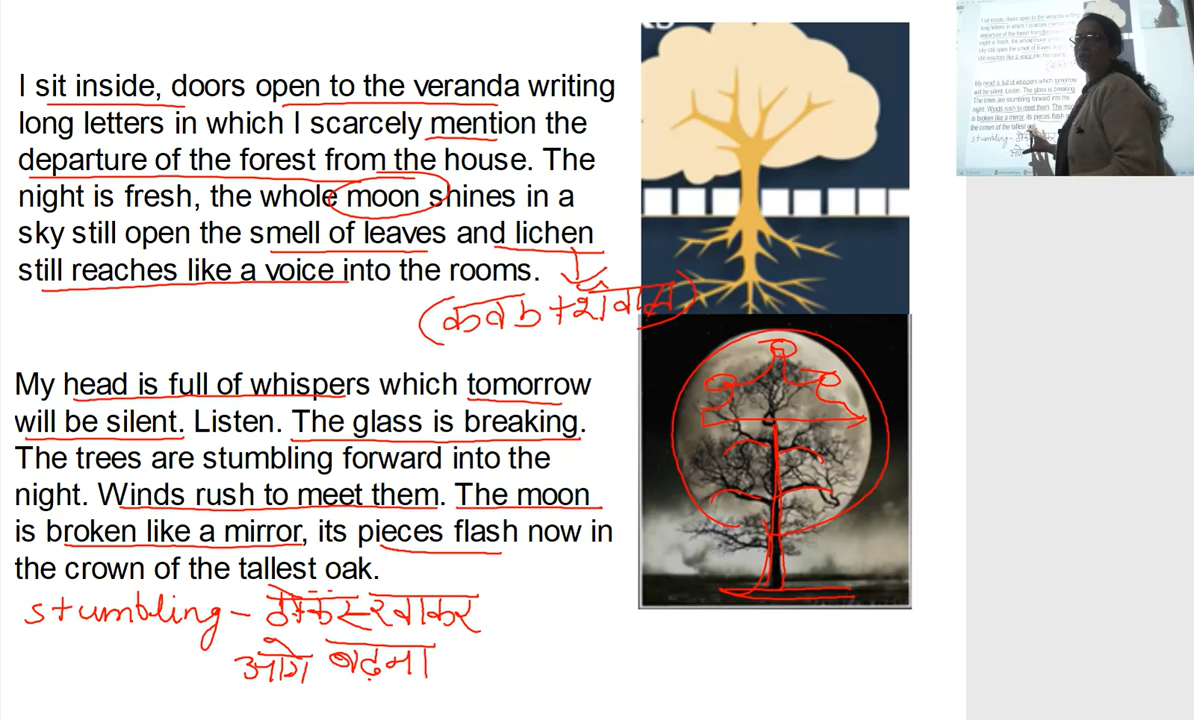 I sit inside, doors open to the veranda writing
long letters in which I scarcely mention the
departure of the forest from the house. The
night is fresh, the whole moon shines in a
sky still open the smell of leaves and lichen
still reaches like a voice into the rooms.
(कवक + शैवाल)
My head is full of whispers which tomorrow
will be silent. Listen. The glass is breaking.
The trees are stumbling forward into the
night. Winds rush to meet them. The moon
is broken like a mirror, its pieces flash now in
the crown of the tallest oak.
stumbling - ठोकर खाकर
आगे बढ़ना